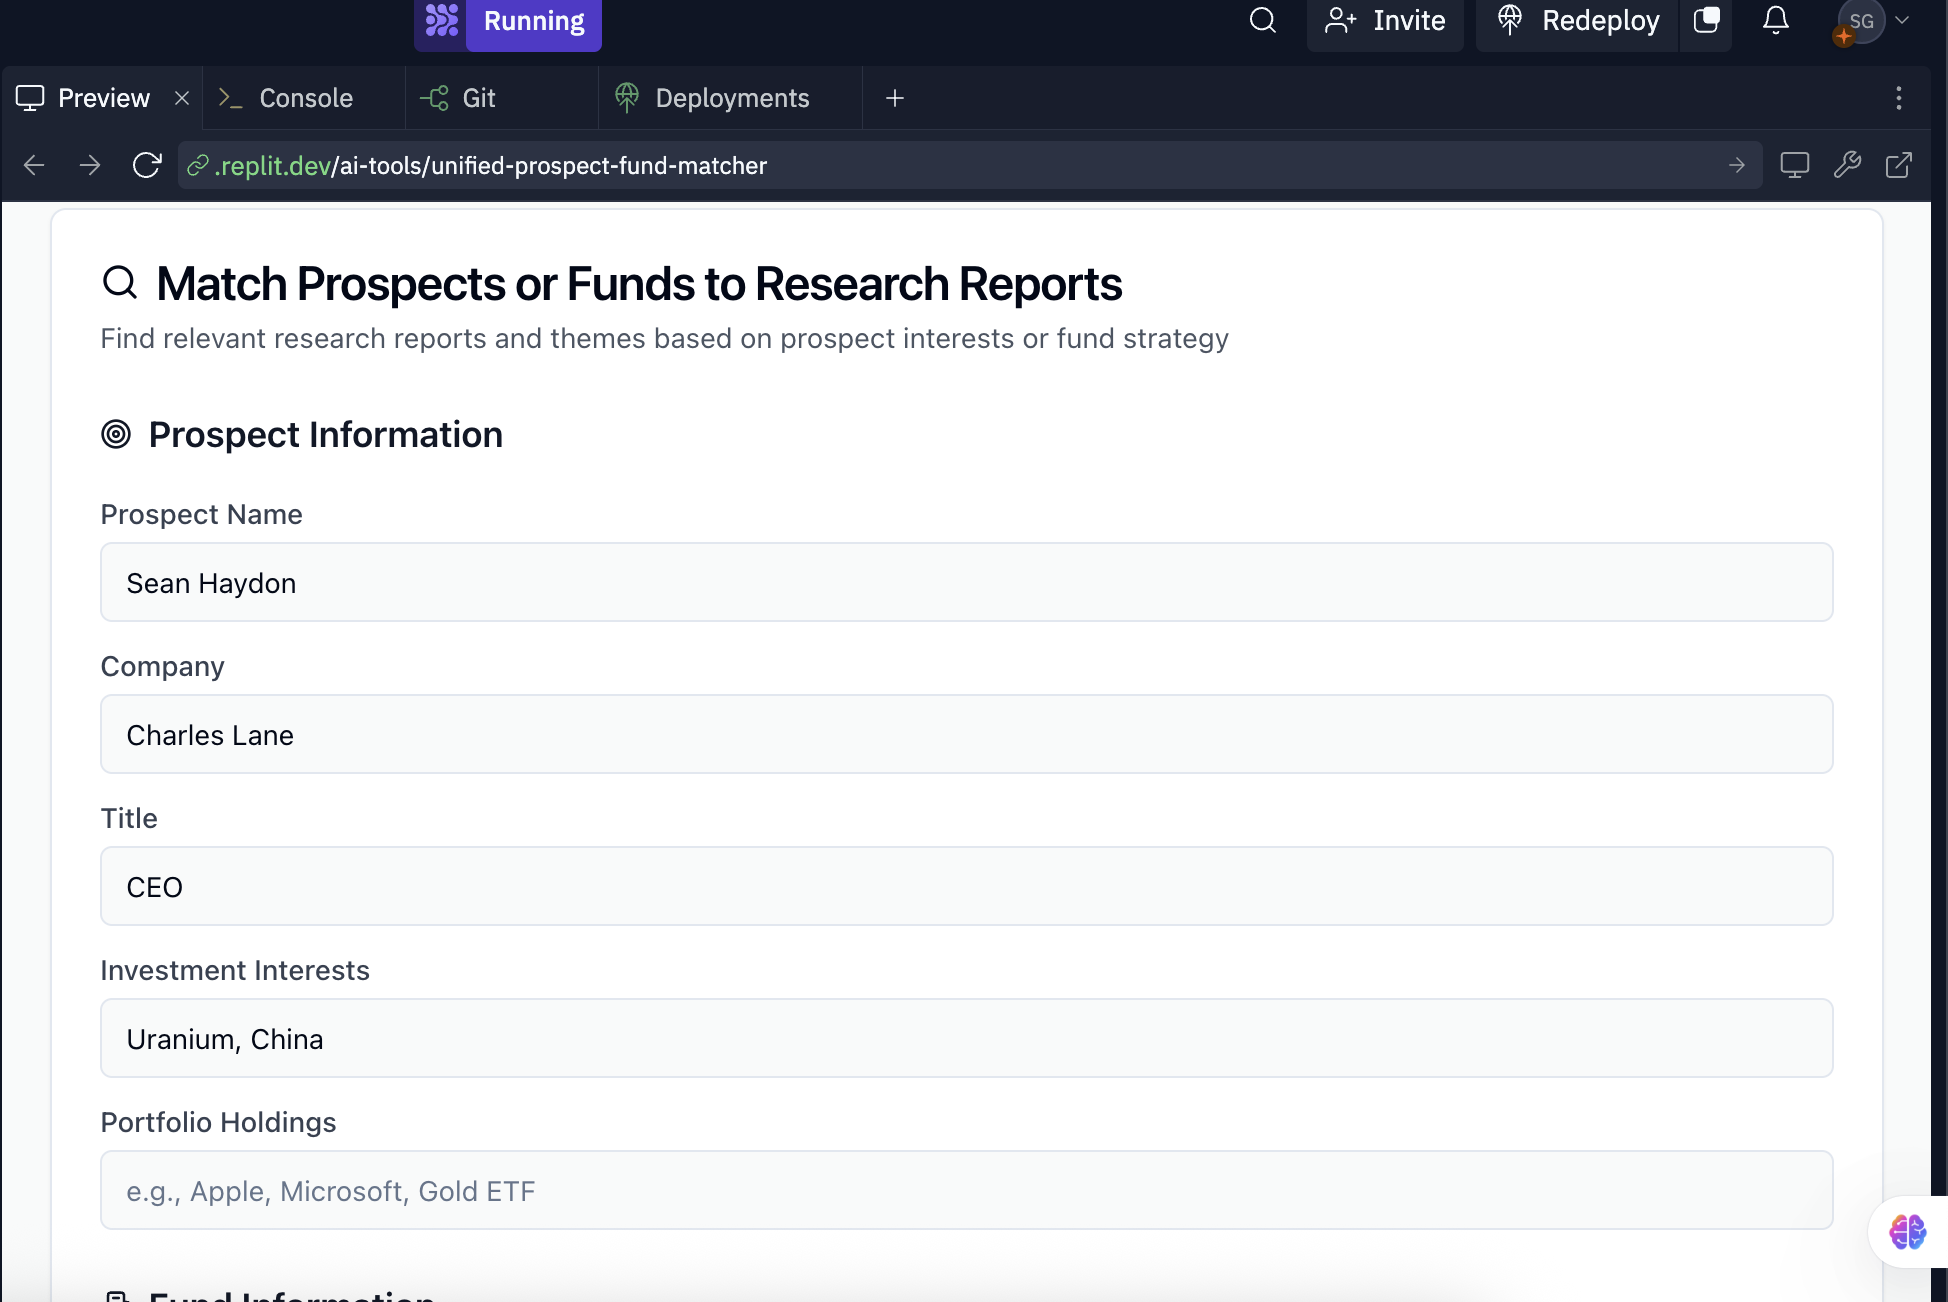 Running
Invite
Redeploy
SG
Preview
Console
Git
Deployments
.replit.dev/ai-tools/unified-prospect-fund-matcher
Match Prospects or Funds to Research Reports
Find relevant research reports and themes based on prospect interests or fund strategy
Prospect Information
Prospect Name
Sean Haydon
Company
Charles Lane
Title
CEO
Investment Interests
Uranium, China
Portfolio Holdings
e.g., Apple, Microsoft, Gold ETF
Fund Information